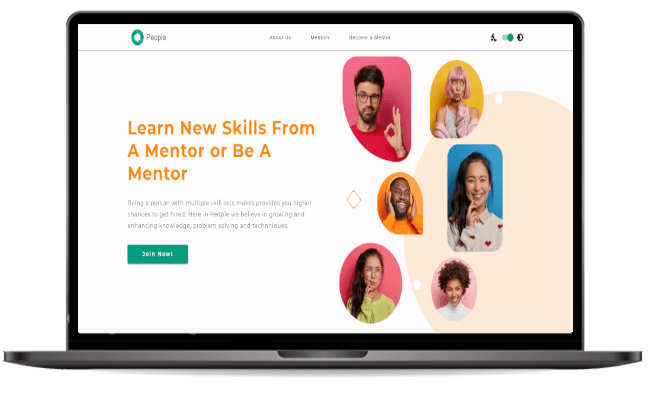 People
About Us
Mentors
Become a Mentor
Learn New Skills From
A Mentor or Be A
Mentor
Being a person with multiple skill sets makes provides you higher
chances to get hired. Here in People we believe in growing and
enhancing knowledge, problem solving and technniques.
Join Now!